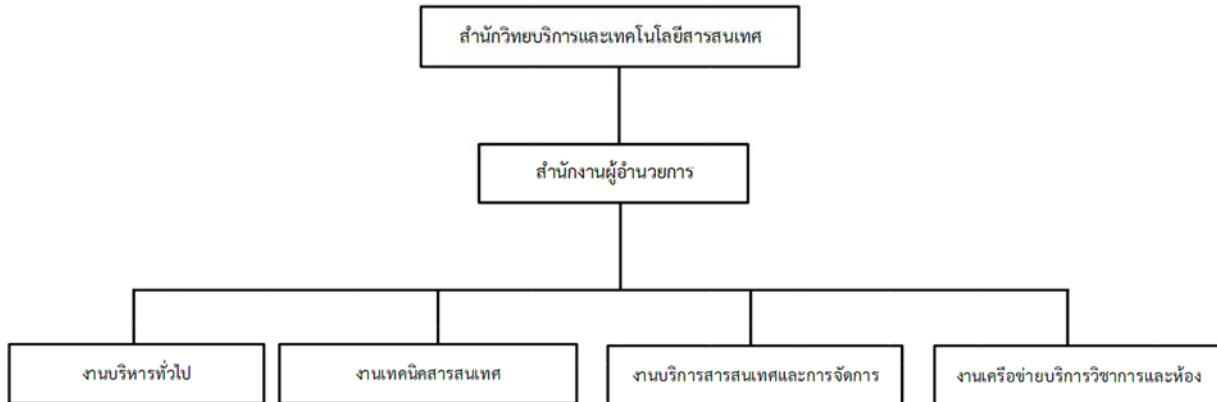 สำนักวิทยบริการและเทคโนโลยีสารสนเทศ
สำนักงานผู้อำนวยการ
งานบริหารทั่วไป
งานเทคนิคสารสนเทศ
งานบริการสารสนเทศและการจัดการ
งานเครือข่ายบริการวิชาการและห้อง